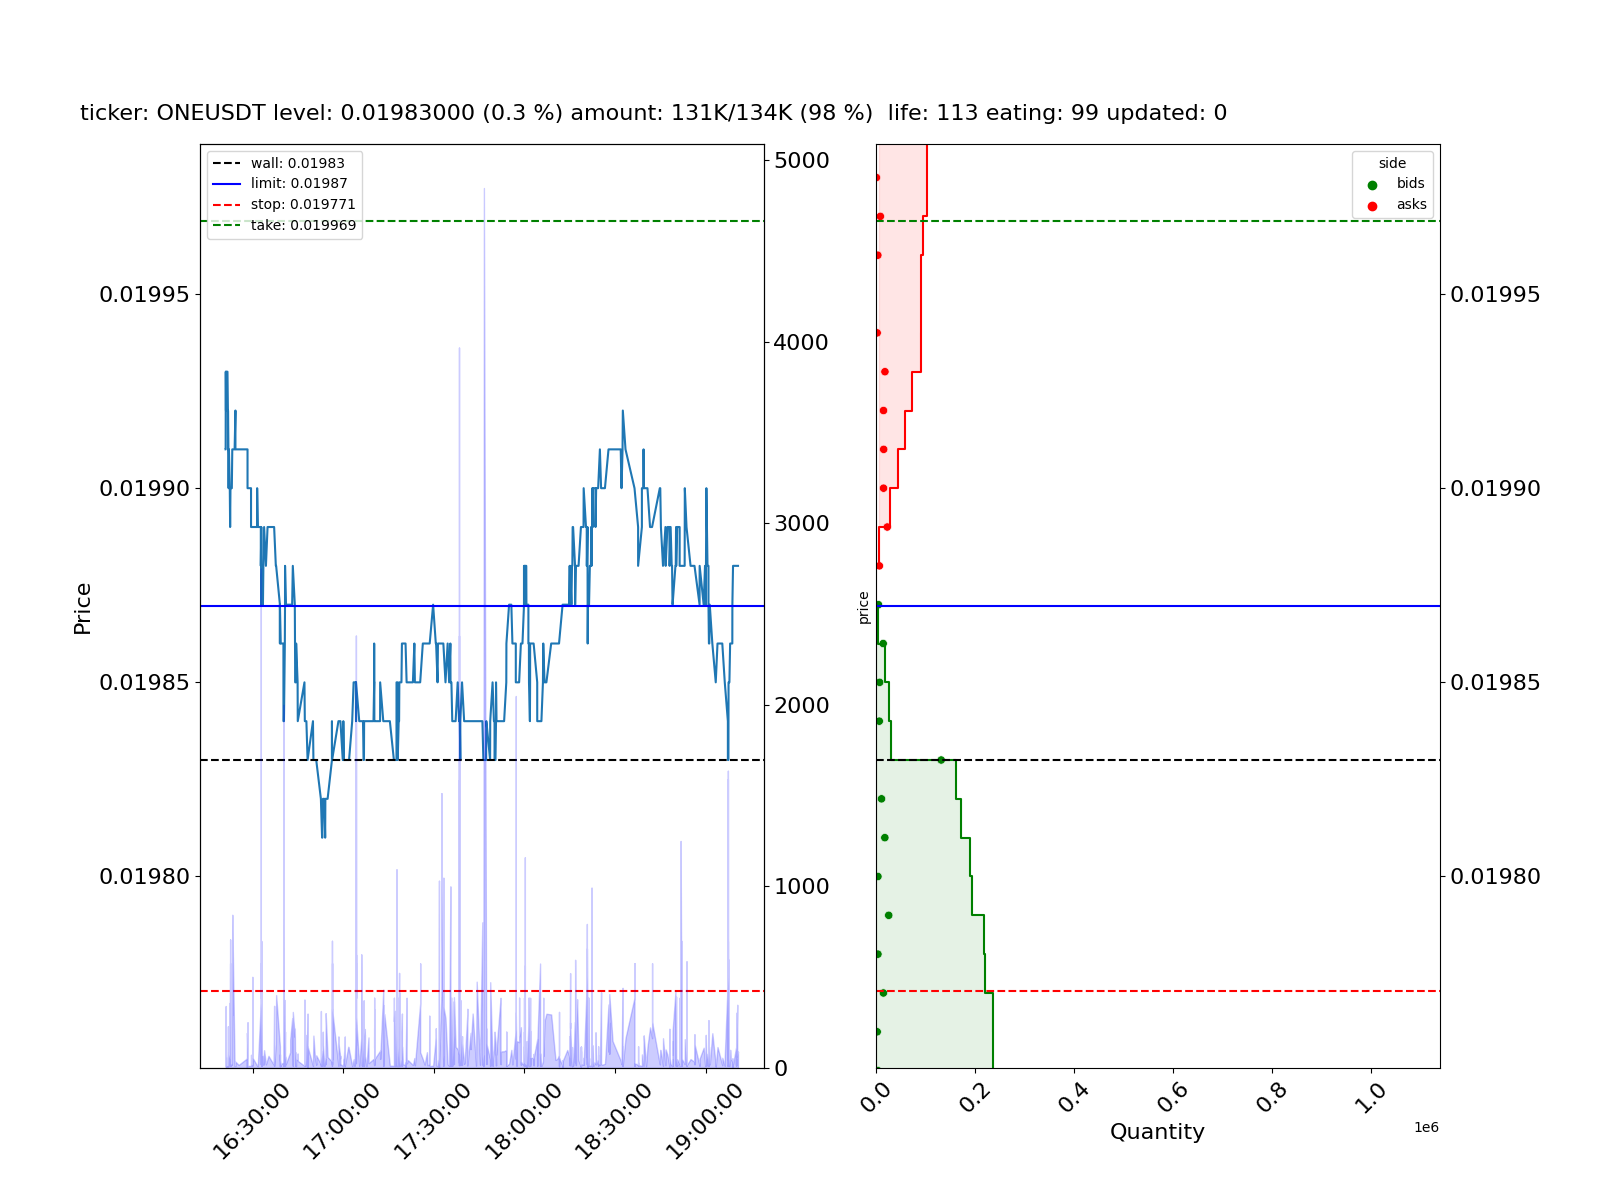 ticker: ONEUSDT level: 0.01983000 (0.3 %) amount: 131K/134K (98 %)  life: 113 eating: 99 updated: 0
wall: 0.01983
limit: 0.01987
stop: 0.019771
take: 0.019969
Price
0.01995
0.01990
0.01985
0.01980
5000
4000
3000
2000
1000
0
16:30:00
17:00:00
17:30:00
18:00:00
18:30:00
19:00:00
side
bids
asks
price
0.01995
0.01990
0.01985
0.01980
0.0
0.2
0.4
0.6
0.8
1.0
1e6
Quantity